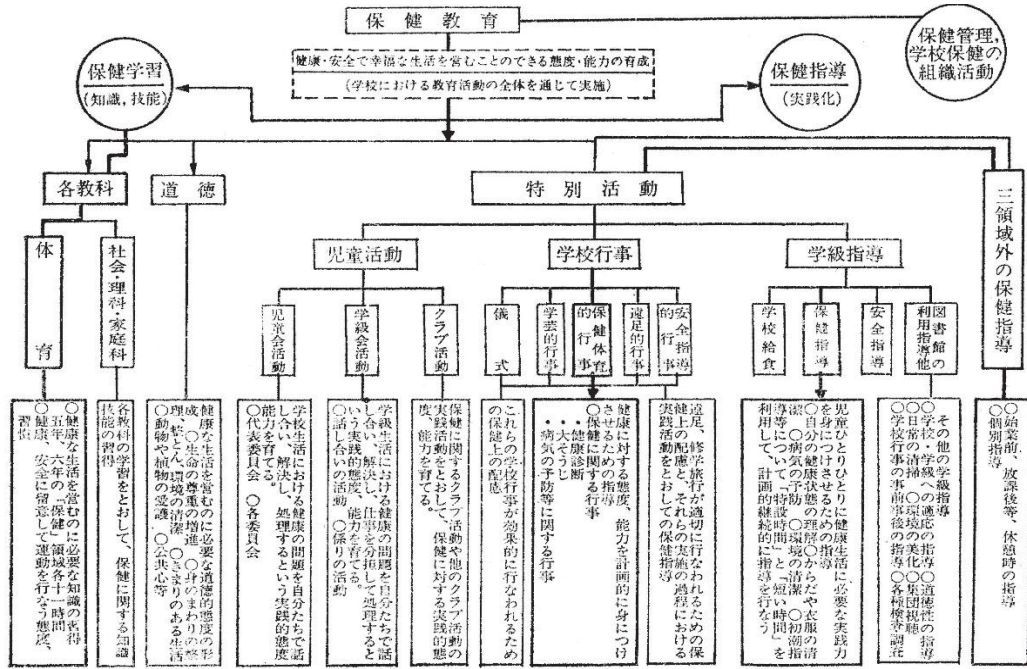 保健教育
保健管理,
学校保健の
組織活動
健康・安全で幸福な生活を営むことのできる態度・能力の育成
(学校における教育活動の全体を通じて実施)
保健学習
(知識, 技能)
保健指導
(実践化)
各教科
道徳
特別活動
三領域外の保健指導
児童活動
学校行事
学級指導
体育
社会・理科・家庭科
児童会活動
学級会活動
クラブ活動
儀式
学芸的行事
保健体育
的行事
遠足的行事
安全指導
的行事
学校給食
保健指導
安全指導
図書館の
利用指導他
○健康な生活を営むのに必要な知識の習得
五年、六年の「保健」領域各十一時間
○健康、安全に留意して運動を行なう態度、
習慣
各教科の学習をとおして、保健に関する知識
技能の習得
健康な生活を営むのに必要な道徳的態度の形
成 ○生命の尊重の増進 ○身のまわりの整
理、整とん、環境の清潔 ○きまりのある生活
○動物や植物の愛護 ○公共心等
学校生活における健康の問題を自分たちで話
し合い、解決し、処理するという実践的態度
能力を育てる。
○代表委員会 ○各委員会
学級生活における健康の問題を自分たちで話
し合い、解決し、仕事を分担して処理すると
いう実践的態度、能力を育てる。
○話し合いの活動 ○係りの活動
保健に関するクラブ活動や他のクラブ活動の
実践活動をとおして、保健に対する実践的態
度、能力を育てる。
これらの学校行事が効果的に行なわれるため
の保健上の配慮
健康に対する態度、能力を計画的に身につけ
させるための指導
○保健に関する行事
・健康診断
・大そうじ
・病気の予防等に関する行事
遠足、修学旅行が適切に行なわれるための保
健上の配慮と、それらの実施の過程における
実践活動をとおしての保健指導
児童ひとりひとりに健康生活に必要な実践力
を身につけさせるための指導
○自分の健康状態の理解 ○からだや衣服の清
潔 ○病気の予防 ○環境の清潔 ○初潮指
導等について「特設時間」と「短い時間」を
利用して、計画的継続的に指導を行なう
その他の学級指導
○学校・学級への適応の指導 ○道徳性の指導
○日常の清掃 ○環境の美化 ○集団視聴
○学校行事の事前事後の指導 ○各種検査調査
○始業前、放課後等、休憩時の指導
○個別指導